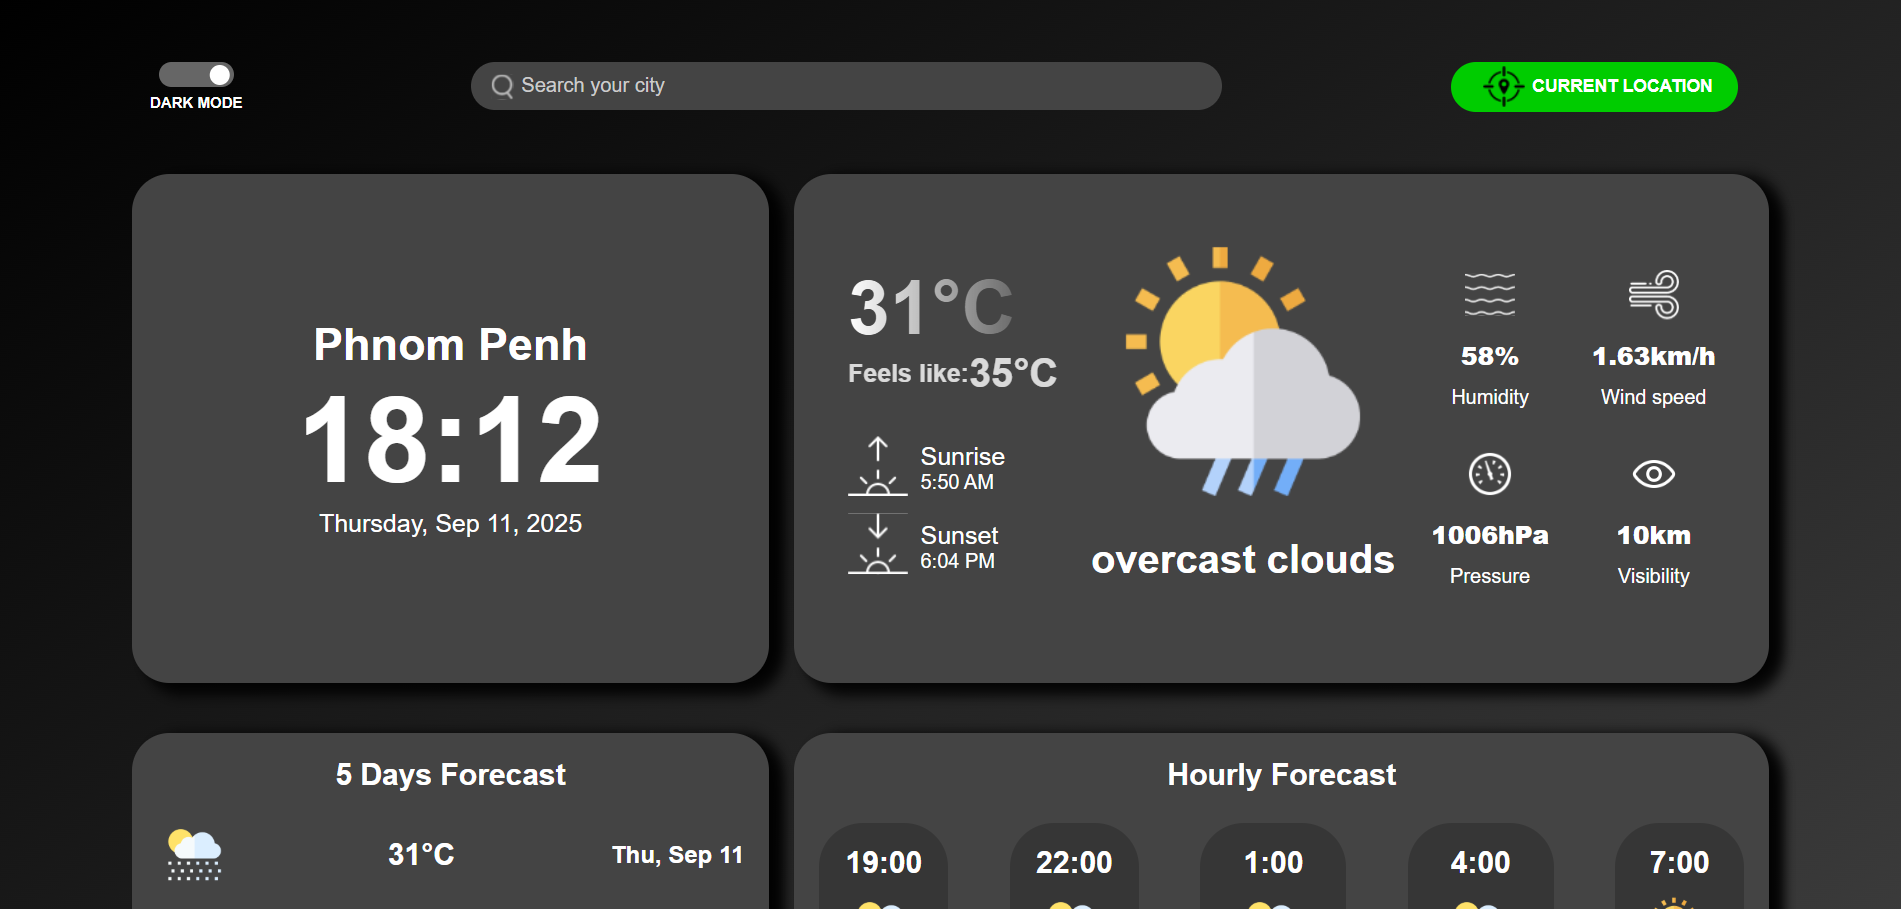 DARK MODE
Search your city
CURRENT LOCATION
Phnom Penh
18:12
Thursday, Sep 11, 2025
31°C
Feels like:35°C
Sunrise
5:50 AM
Sunset
6:04 PM
overcast clouds
58%
Humidity
1.63km/h
Wind speed
1006hPa
Pressure
10km
Visibility
5 Days Forecast
31°C
Thu, Sep 11
Hourly Forecast
19:00
22:00
1:00
4:00
7:00